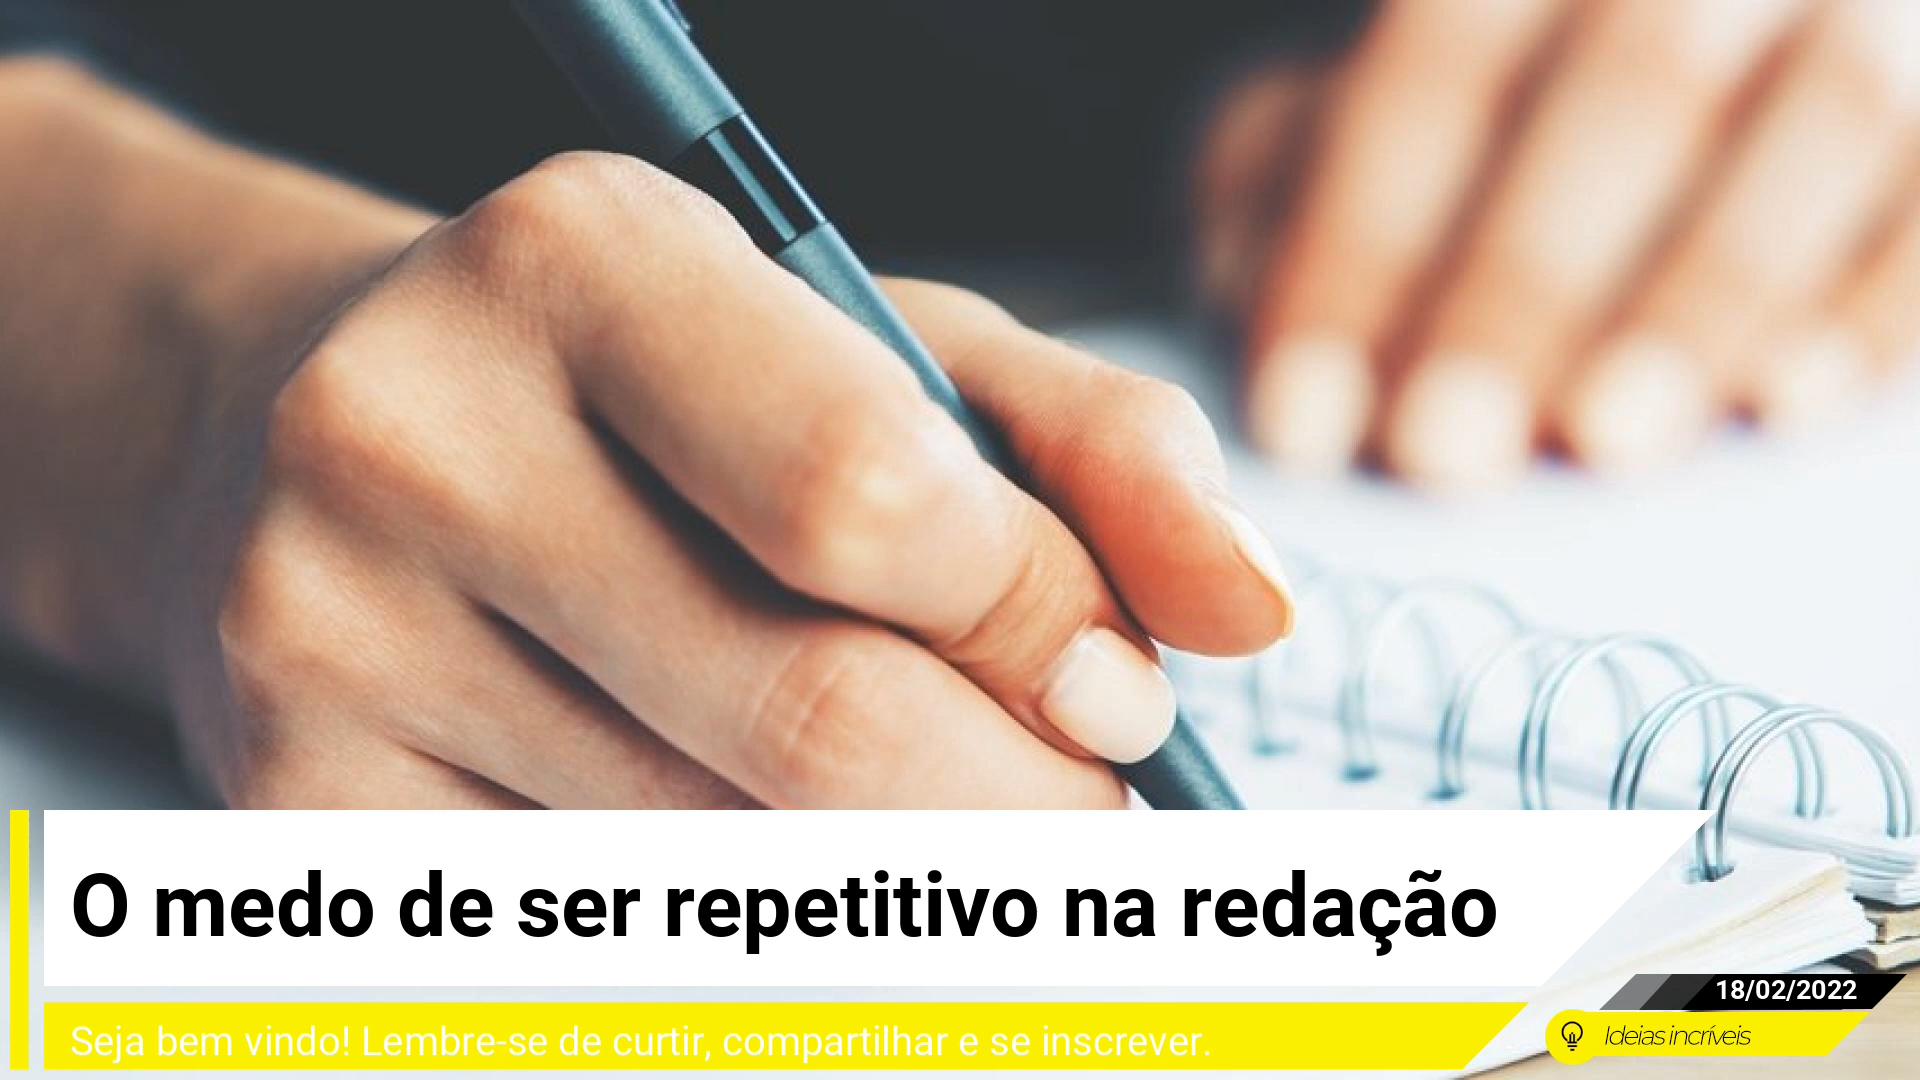 O medo de ser repetitivo na redação
18/02/2022
Seja bem vindo! Lembre-se de curtir, compartilhar e se inscrever.
Ideias incríveis